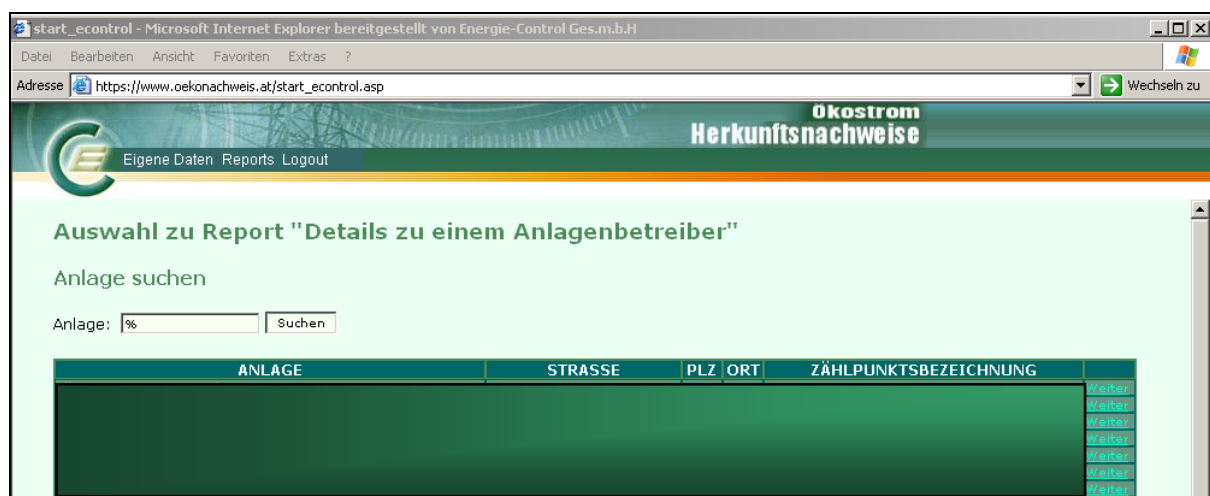 start_econtrol - Microsoft Internet Explorer bereitgestellt von Energie-Control Ges.m.b.H
Datei Bearbeiten Ansicht Favoriten Extras ?
Adresse https://www.oekonachweis.at/start_econtrol.asp Wechseln zu
Ökostrom
Herkunftsnachweise
Eigene Daten Reports Logout
Auswahl zu Report "Details zu einem Anlagenbetreiber"
Anlage suchen
Anlage: % Suchen
ANLAGE STRASSE PLZ ORT ZÄHLPUNKTSBEZEICHNUNG
Weiter
Weiter
Weiter
Weiter
Weiter
Weiter
Weiter